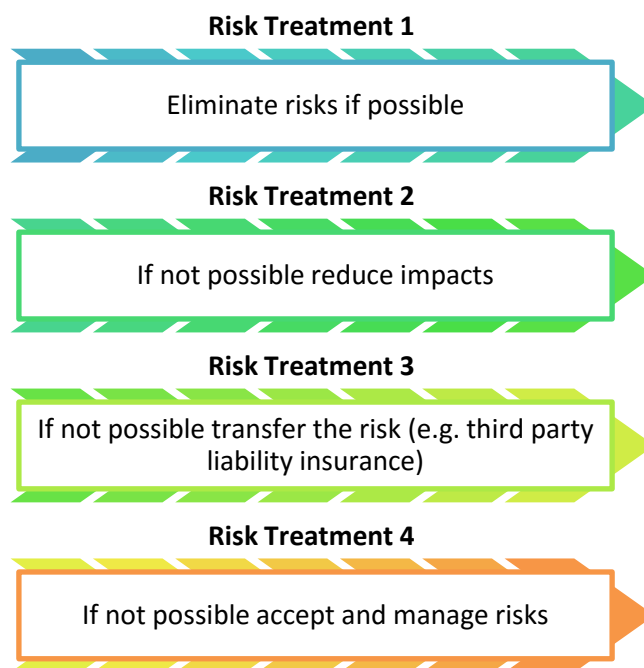 Risk Treatment 1
Eliminate risks if possible
Risk Treatment 2
If not possible reduce impacts
Risk Treatment 3
If not possible transfer the risk (e.g. third party
liability insurance)
Risk Treatment 4
If not possible accept and manage risks